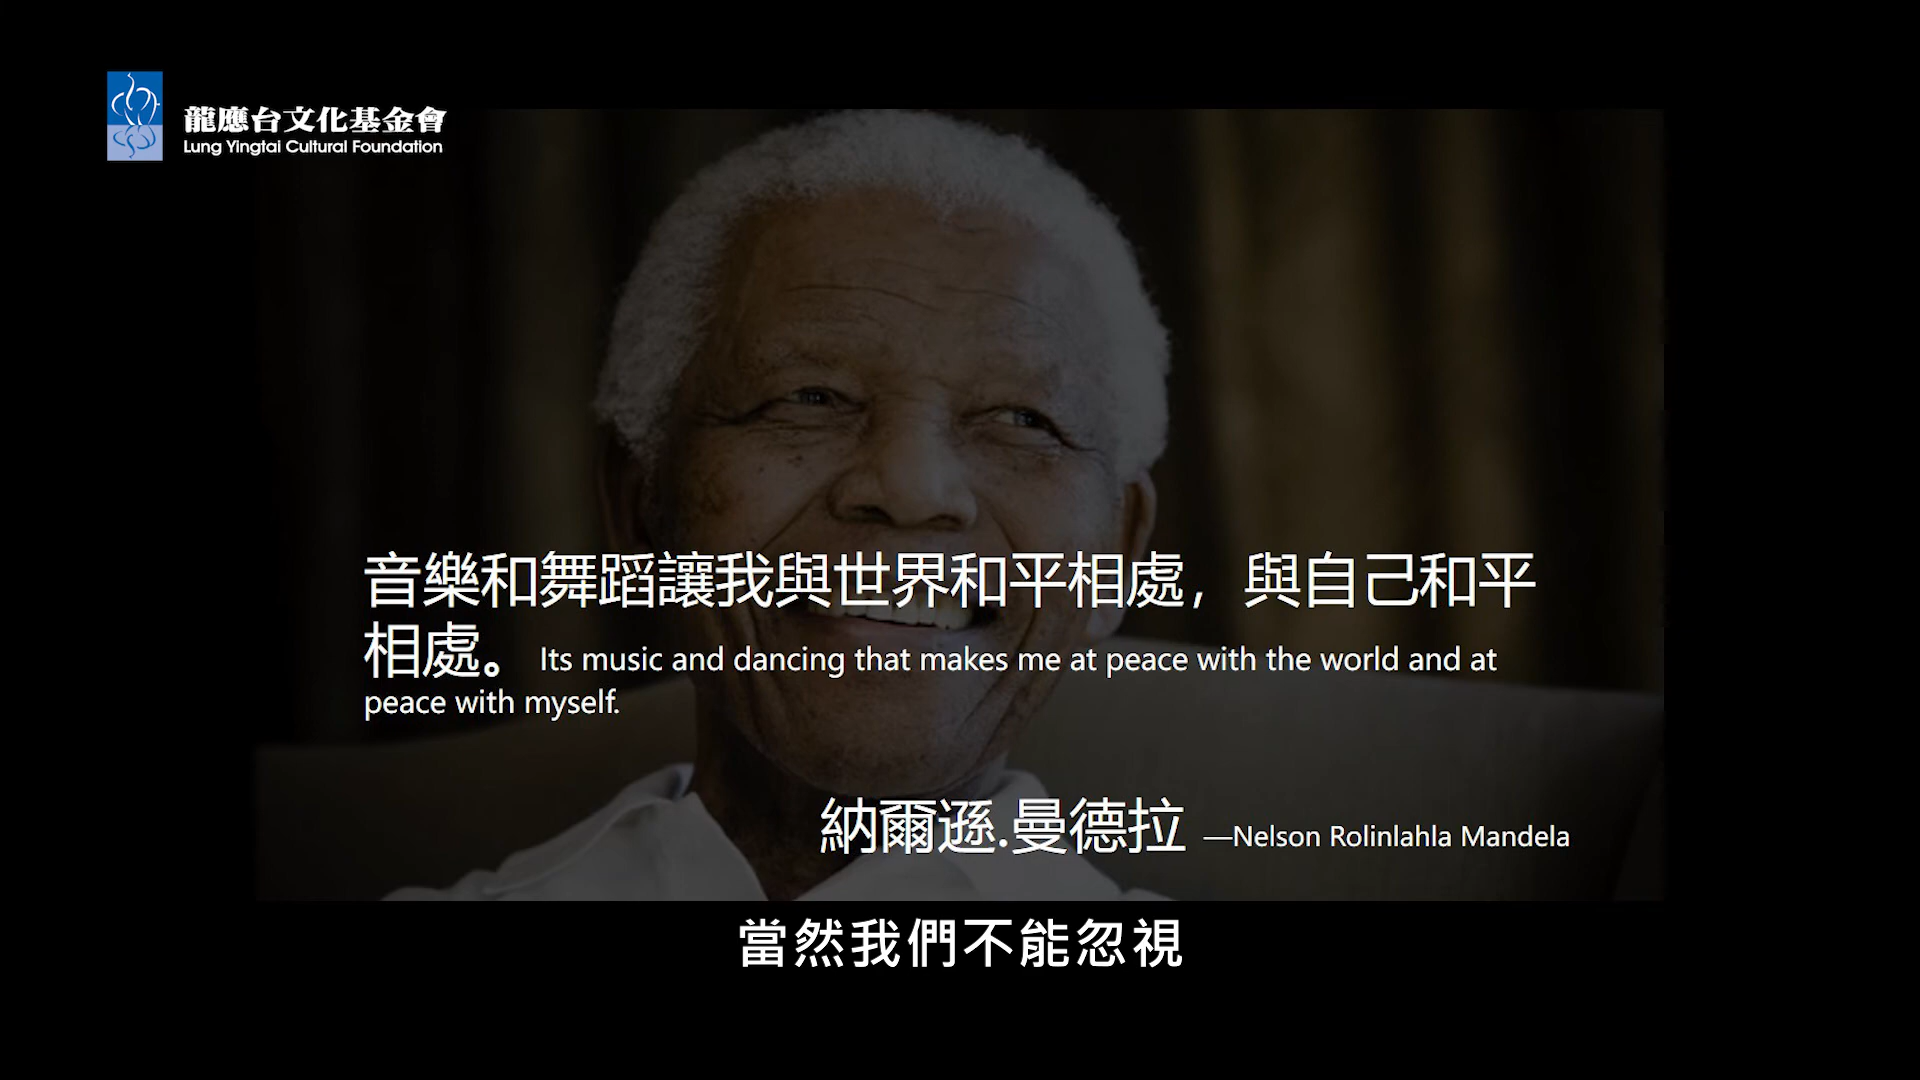 龍應台文化基金會
Lung Yingtai Cultural Foundation
音樂和舞蹈讓我與世界和平相處，與自己和平
相處。 Its music and dancing that makes me at peace with the world and at
peace with myself.
納爾遜.曼德拉 —Nelson Rolinlahla Mandela
當然我們不能忽視